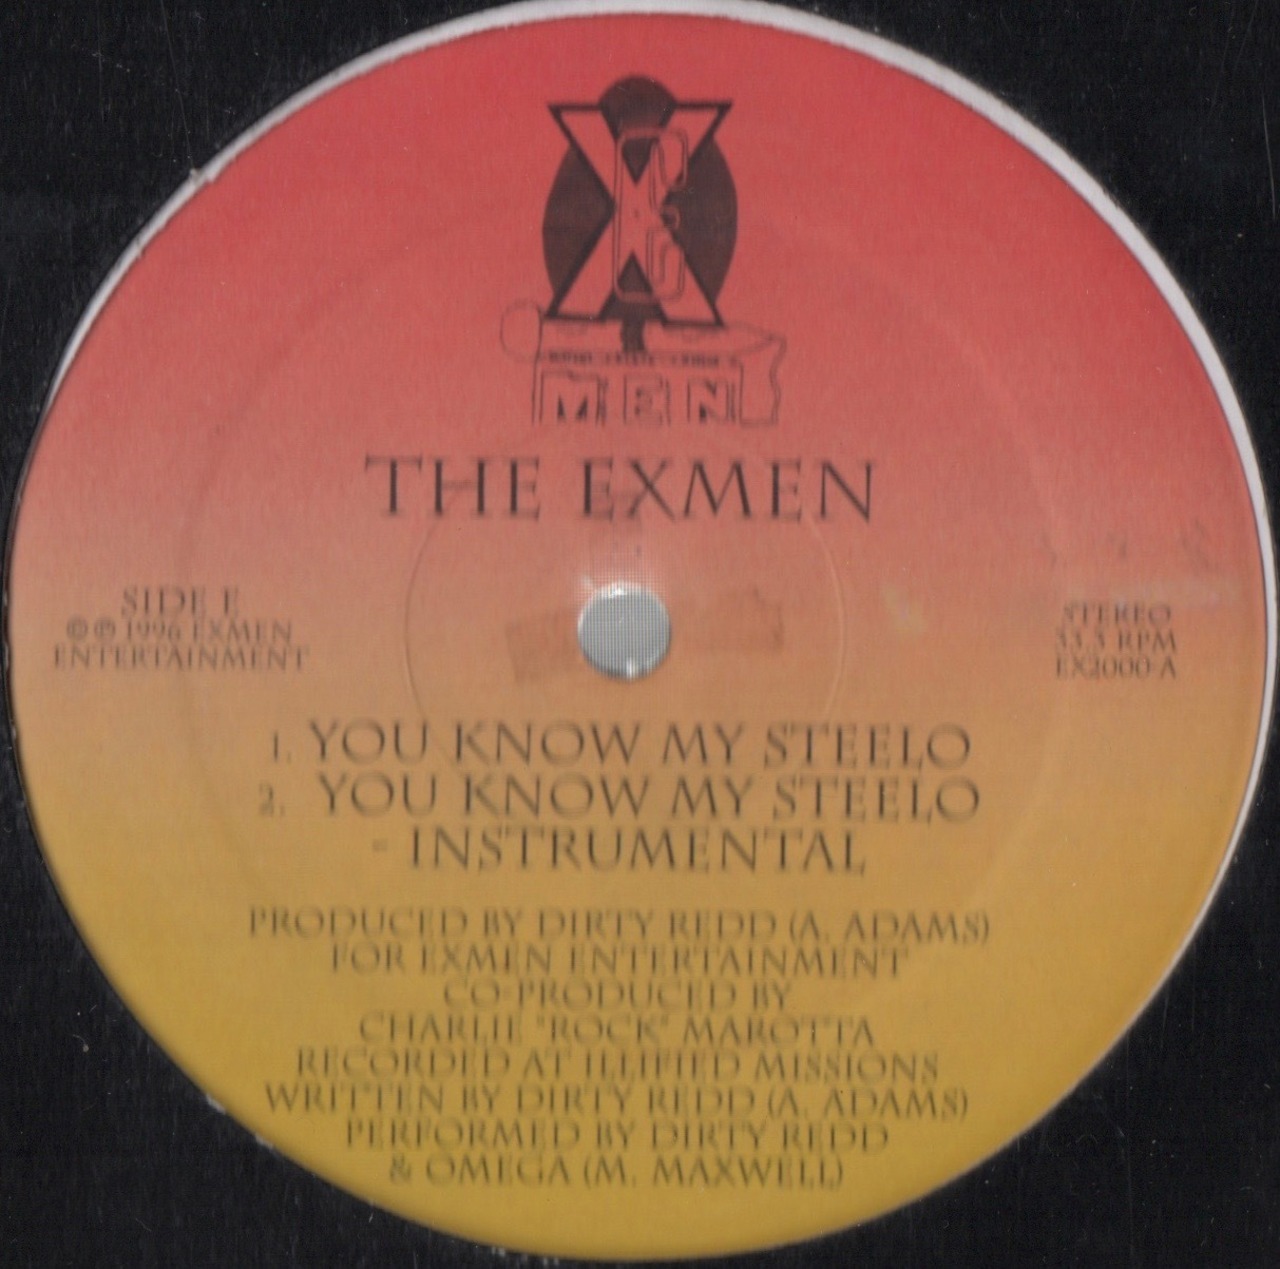 X
MEN
THE EXMEN
SIDE E
© ℗ 1996 EXMEN
ENTERTAINMENT
STEREO
33.3 RPM
EX2000-A
1. YOU KNOW MY STEELO
2. YOU KNOW MY STEELO
- INSTRUMENTAL
PRODUCED BY DIRTY REDD (A. ADAMS)
FOR EXMEN ENTERTAINMENT
CO-PRODUCED BY
CHARLIE "ROCK" MAROTTA
RECORDED AT ILLIFIED MISSIONS
WRITTEN BY DIRTY REDD (A. ADAMS)
PERFORMED BY DIRTY REDD
& OMEGA (M. MAXWELL)